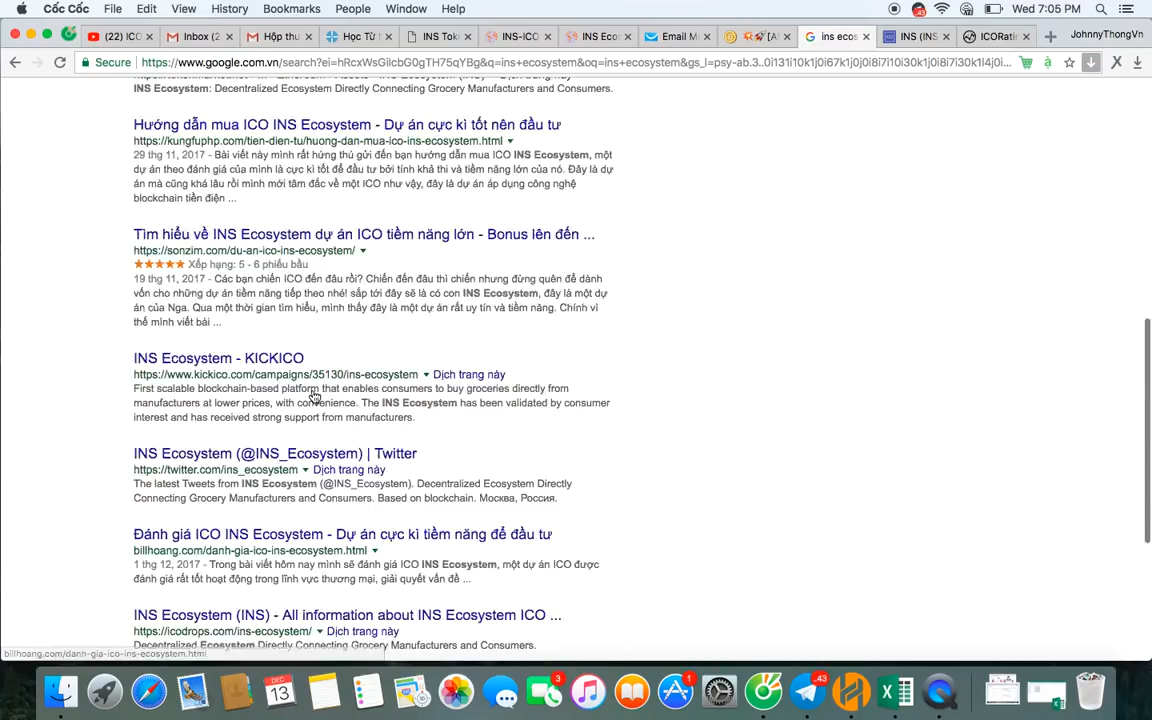 Cốc Cốc File Edit View History Bookmarks People Window Help 43 Wed 7:05 PM
(22) ICO Inbox (2 Hộp thư Học Từ INS Tok INS-ICO INS Eco Email M [A ins ecos INS (INS ICORatin JohnnyThongVn
Secure https://www.google.com.vn/search?ei=hRcxWsGilcbG0gTH75QYBg&q=ins+ecosystem&oq=ins+ecosystem&gs_l=psy-ab.3..0i131i10i67k1j0i8i7i10i30k1j0i8i7i10i30k1j0i10k1j0l4j0i...
INS Ecosystem: Decentralized Ecosystem Directly Connecting Grocery Manufacturers and Consumers.
Hướng dẫn mua ICO INS Ecosystem - Dự án cực kì tốt nên đầu tư
https://kungfuphp.com/tien-dien-tu/huong-dan-mua-ico-ins-ecosystem.html
29 thg 11, 2017 - Bài viết này mình rất hứng thú gửi đến bạn hướng dẫn mua ICO INS Ecosystem, một
dự án theo đánh giá của mình là cực kì tốt để đầu tư bởi tính khả thi và tiềm năng lớn của nó. Đây là dự
án mà cũng khá lâu rồi mình mới tâm đắc về một ICO như vậy, đây là dự án áp dụng công nghệ
blockchain tiền điện ...
Tìm hiểu về INS Ecosystem dự án ICO tiềm năng lớn - Bonus lên đến ...
https://sonzim.com/du-an-ico-ins-ecosystem/
Xếp hạng: 5 - 6 phiếu bầu
19 thg 11, 2017 - Các bạn chiến ICO đến đâu rồi? Chiến đến đâu thì chiến nhưng đừng quên để dành
vốn cho những dự án tiềm năng tiếp theo nhé! sắp tới đây sẽ là có con INS Ecosystem, đây là một dự
án của Nga. Qua một thời gian tìm hiểu, mình thấy đây là một dự án rất uy tín và tiềm năng. Chính vì
thế mình viết bài ...
INS Ecosystem - KICKICO
https://www.kickico.com/campaigns/35130/ins-ecosystem Dịch trang này
First scalable blockchain-based platform that enables consumers to buy groceries directly from
manufacturers at lower prices, with convenience. The INS Ecosystem has been validated by consumer
interest and has received strong support from manufacturers.
INS Ecosystem (@INS_Ecosystem) | Twitter
https://twitter.com/ins_ecosystem Dịch trang này
The latest Tweets from INS Ecosystem (@INS_Ecosystem). Decentralized Ecosystem Directly
Connecting Grocery Manufacturers and Consumers. Based on blockchain. Москва, Россия.
Đánh giá ICO INS Ecosystem - Dự án cực kì tiềm năng để đầu tư
billhoang.com/danh-gia-ico-ins-ecosystem.html
1 thg 12, 2017 - Trong bài viết hôm nay mình sẽ đánh giá ICO INS Ecosystem, một dự án ICO được
đánh giá rất tốt hoạt động trong lĩnh vực thương mại, giải quyết vấn đề ...
INS Ecosystem (INS) - All information about INS Ecosystem ICO ...
https://icodrops.com/ins-ecosystem/ Dịch trang này
Decentralized Ecosystem Directly Connecting Grocery Manufacturers and Consumers.
billhoang.com/danh-gia-ico-ins-ecosystem.html
DEC 13 3 1 43